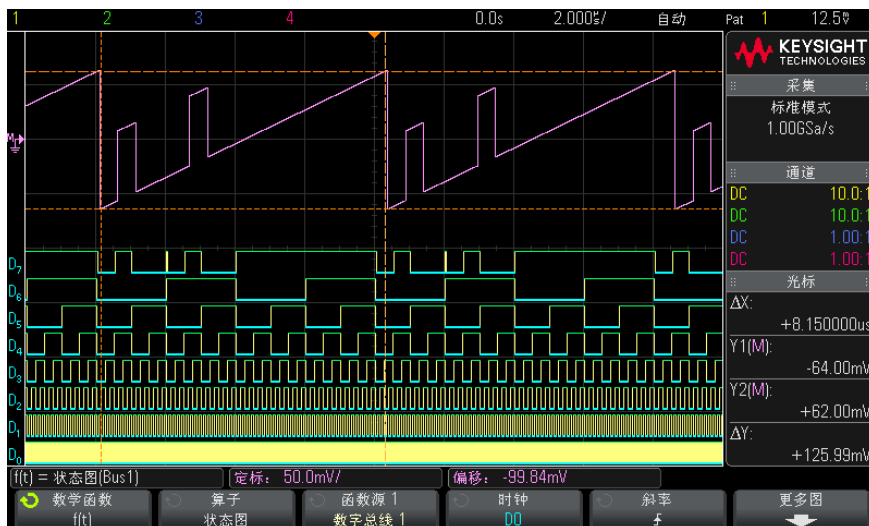 1 2 3 4 0.0s 2.000㎲/ 自动 Pat 1 12.5V
KEYSIGHT
TECHNOLOGIES
采集
标准模式
1.00GSa/s
通道
DC 10.0:1
DC 10.0:1
DC 1.00:1
DC 1.00:1
光标
ΔX:
+8.150000us
Y1(M):
-64.00mV
Y2(M):
+62.00mV
ΔY:
+125.99mV
M
D7
D6
D5
D4
D3
D2
D1
D0
f(t) = 状态图(Bus1) 定标: 50.0mV/ 偏移: -99.84mV
数学函数 算子 函数源 1 时钟 斜率 更多图
f(t) 状态图 数字总线 1 D0